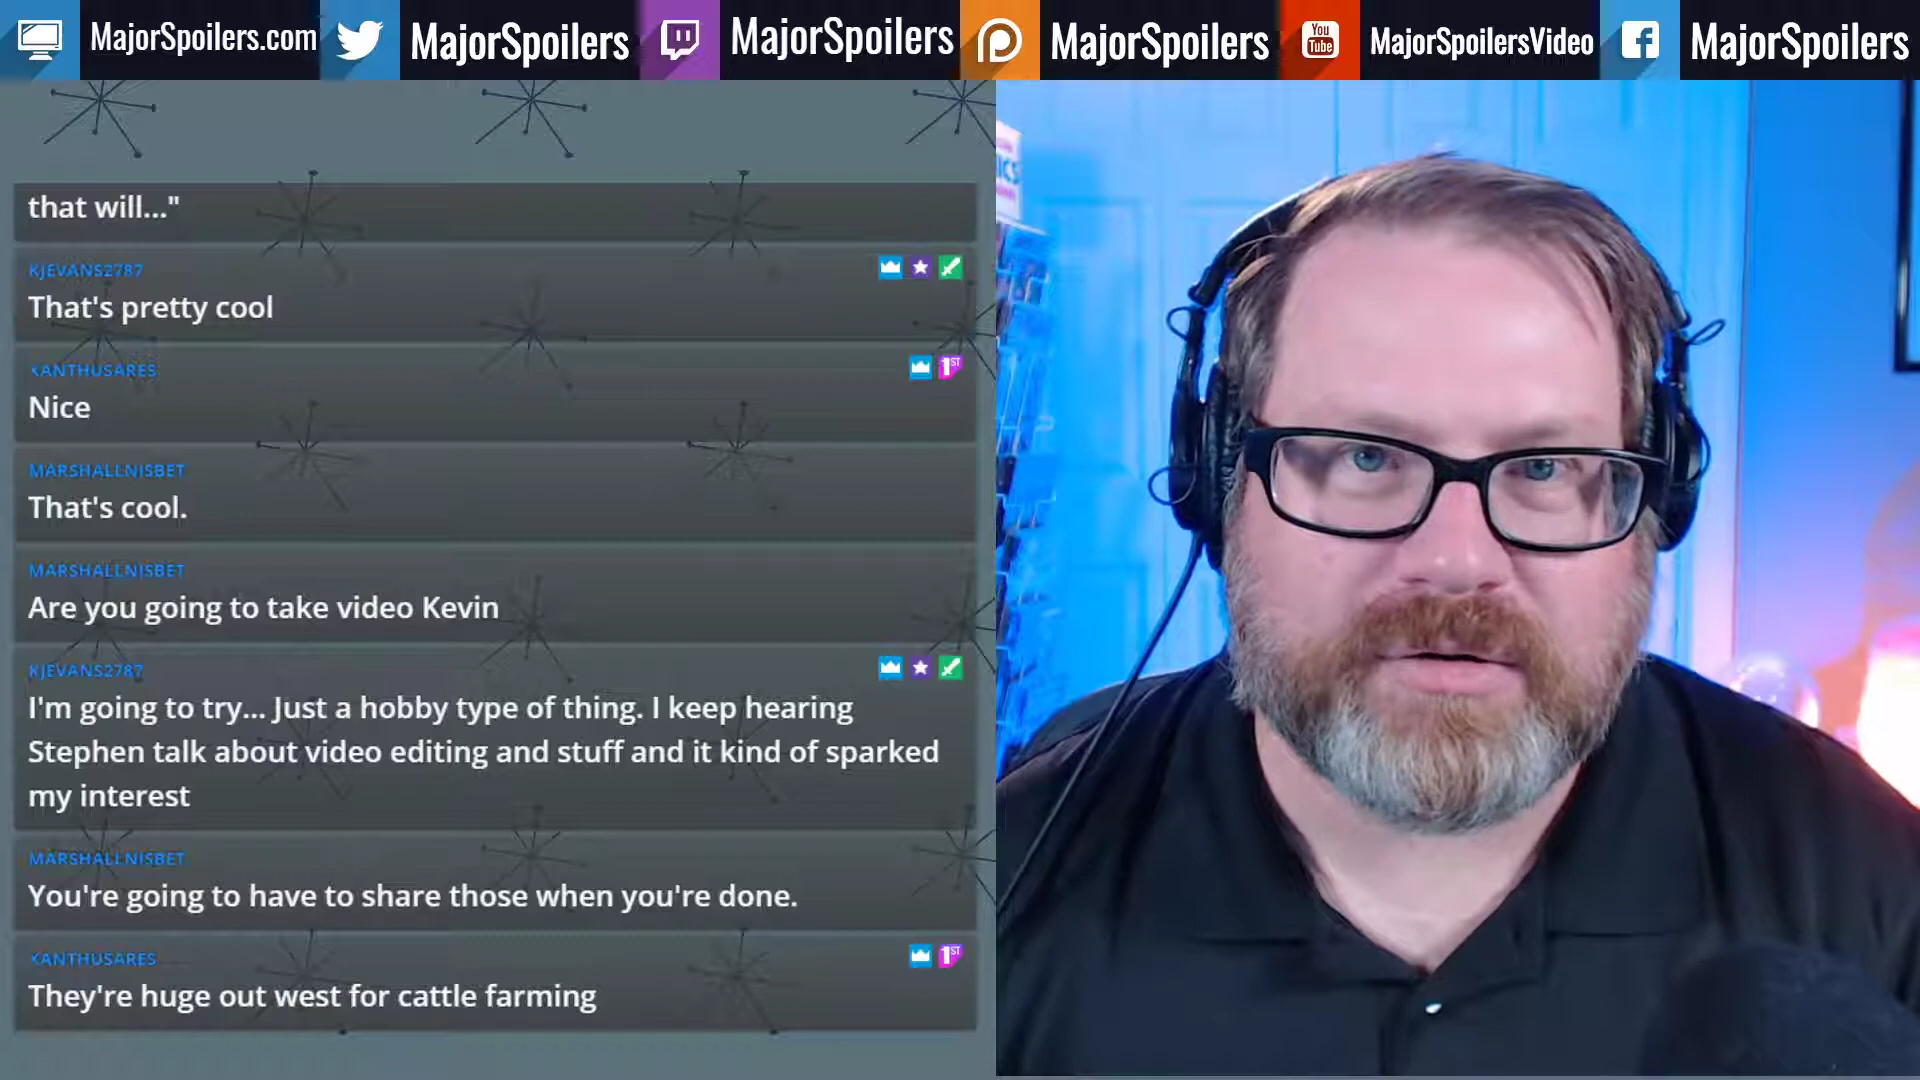 MajorSpoilers.com MajorSpoilers MajorSpoilers MajorSpoilers You Tube MajorSpoilersVideo MajorSpoilers
that will..."
KJEVANS2787
That's pretty cool
XANTHUSARES 1ST
Nice
MARSHALLNISBET
That's cool.
MARSHALLNISBET
Are you going to take video Kevin
KJEVANS2787
I'm going to try... Just a hobby type of thing. I keep hearing
Stephen talk about video editing and stuff and it kind of sparked
my interest
MARSHALLNISBET
You're going to have to share those when you're done.
XANTHUSARES 1ST
They're huge out west for cattle farming